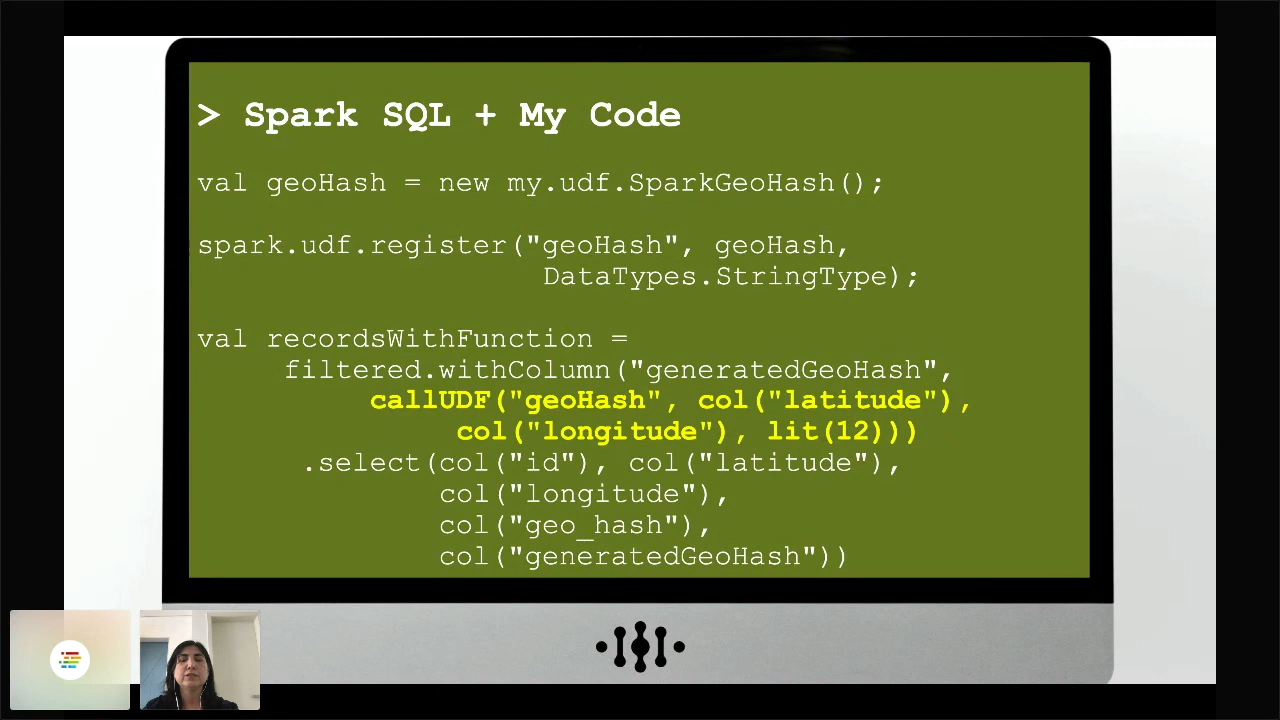 > Spark SQL + My Code
val geoHash = new my.udf.SparkGeoHash();
spark.udf.register("geoHash", geoHash,
DataTypes.StringType);
val recordsWithFunction =
filtered.withColumn("generatedGeoHash",
callUDF("geoHash", col("latitude"),
col("longitude"), lit(12)))
.select(col("id"), col("latitude"),
col("longitude"),
col("geo_hash"),
col("generatedGeoHash"))